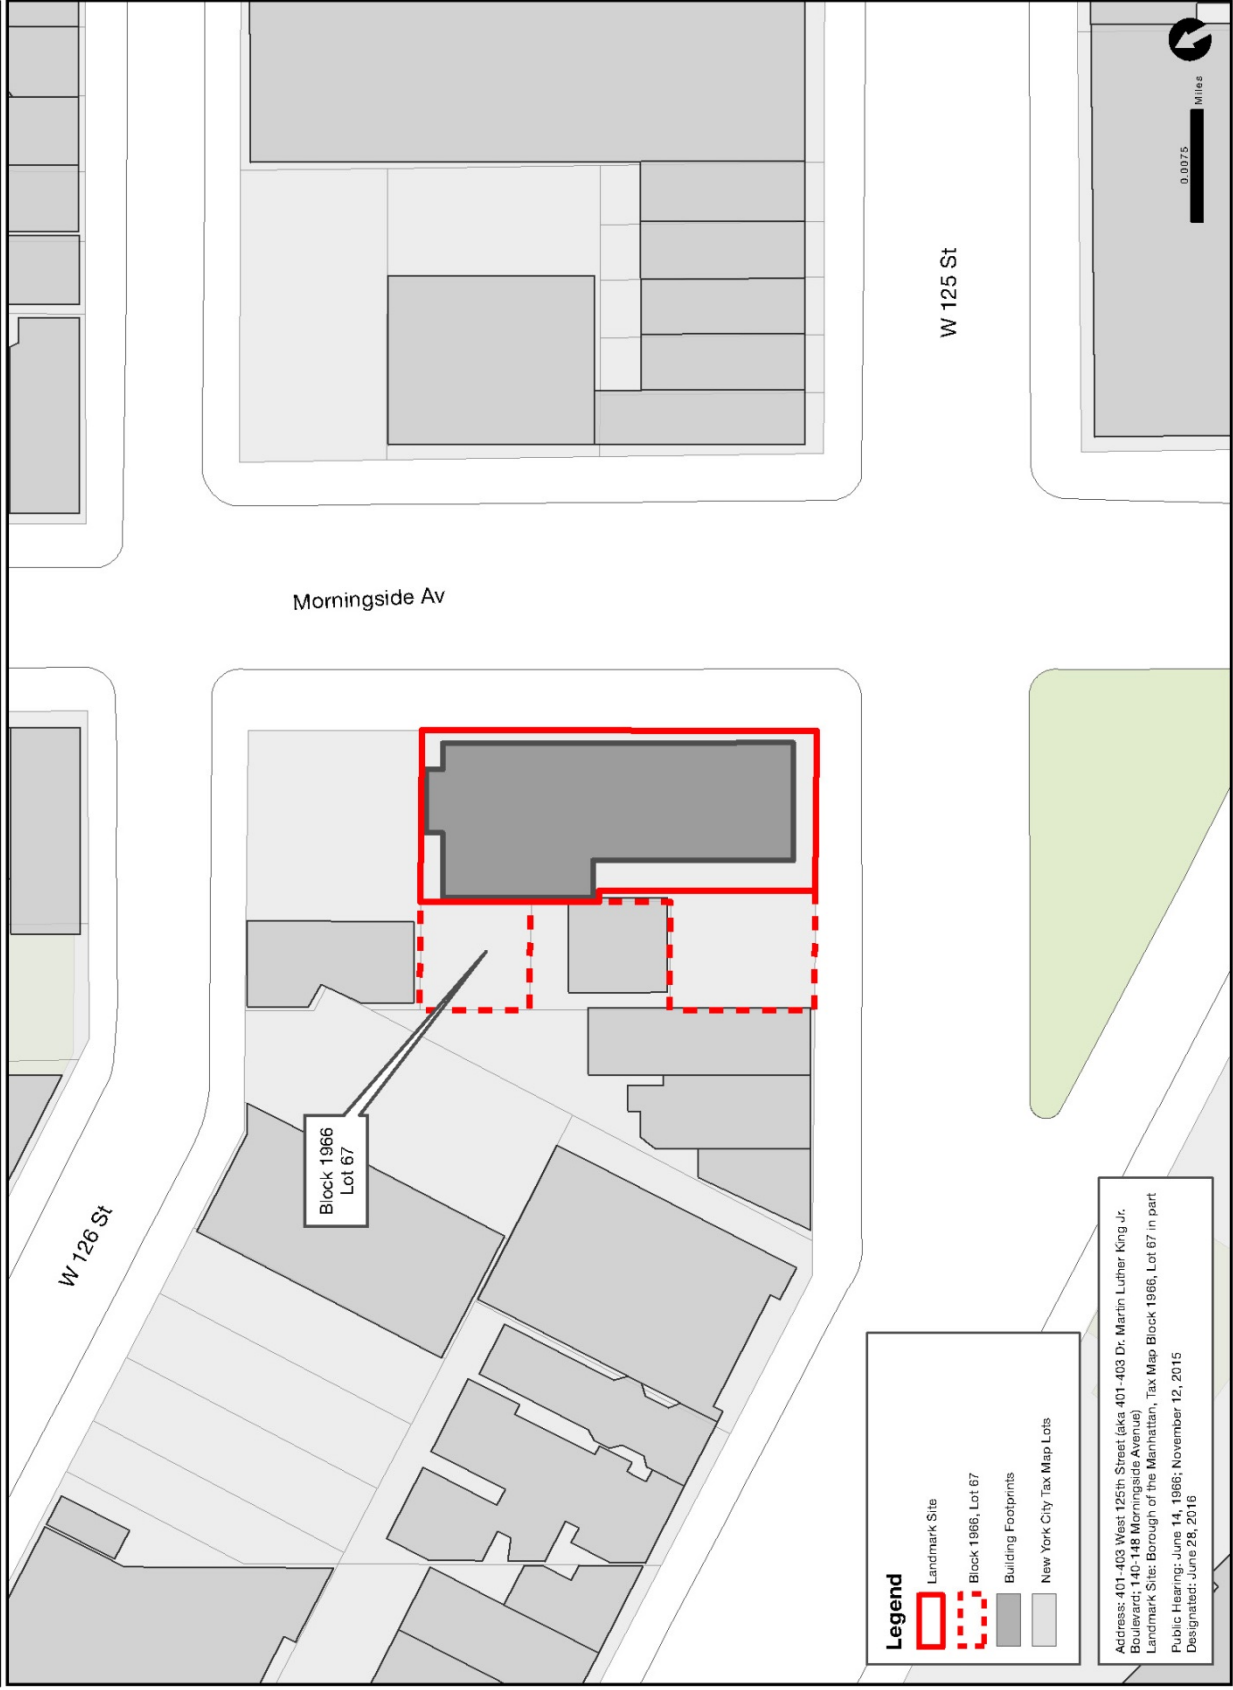 W 126 St
Morningside Av
W 125 St
Block 1966
Lot 67
0.0075
Miles
Legend
Landmark Site
Block 1966, Lot 67
Building Footprints
New York City Tax Map Lots
Address: 401-403 West 125th Street (aka 401-403 Dr. Martin Luther King Jr.
Boulevard; 140-148 Morningside Avenue)
Landmark Site: Borough of the Manhattan, Tax Map Block 1966, Lot 67 in part
Public Hearing: June 14, 1966; November 12, 2015
Designated: June 28, 2016